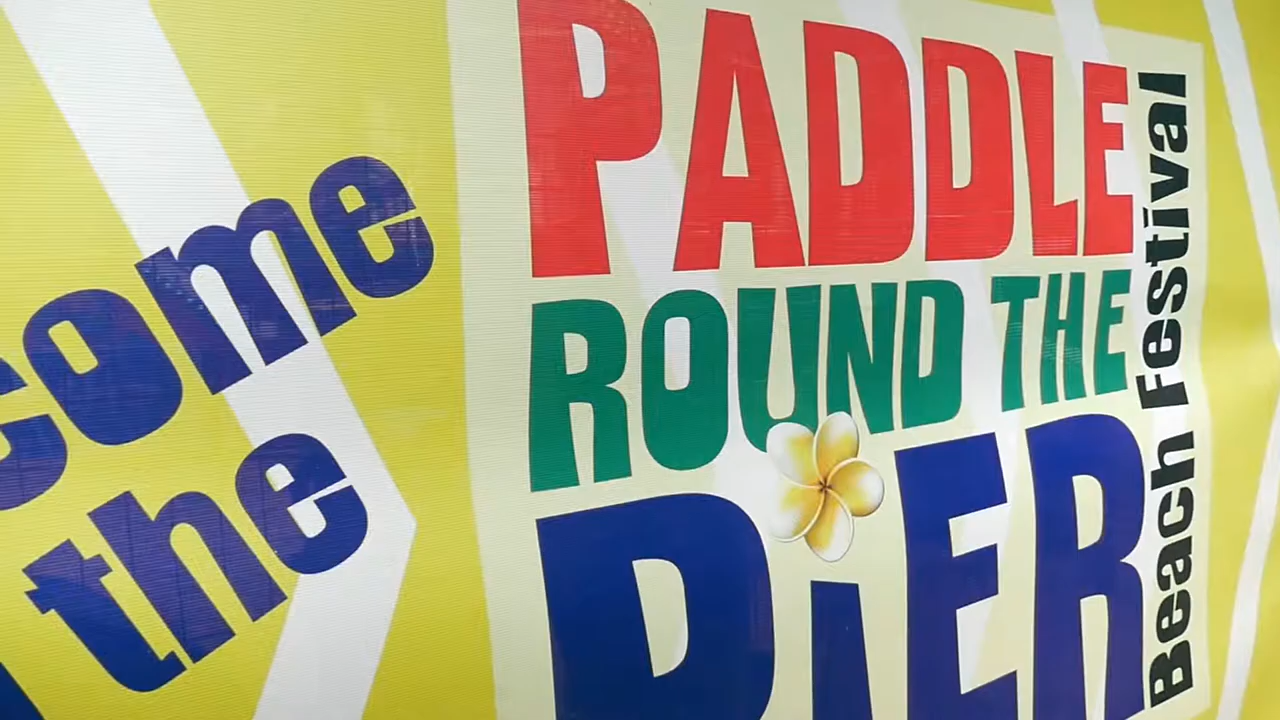 come
the
PADDLE
ROUND THE
PiER
Beach Festival